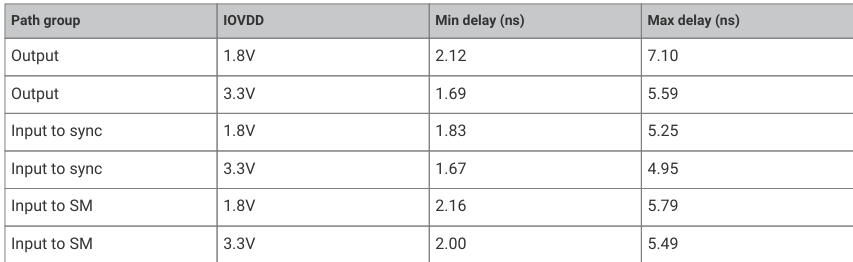 Path group IOVDD Min delay (ns) Max delay (ns)
Output 1.8V 2.12 7.10
Output 3.3V 1.69 5.59
Input to sync 1.8V 1.83 5.25
Input to sync 3.3V 1.67 4.95
Input to SM 1.8V 2.16 5.79
Input to SM 3.3V 2.00 5.49